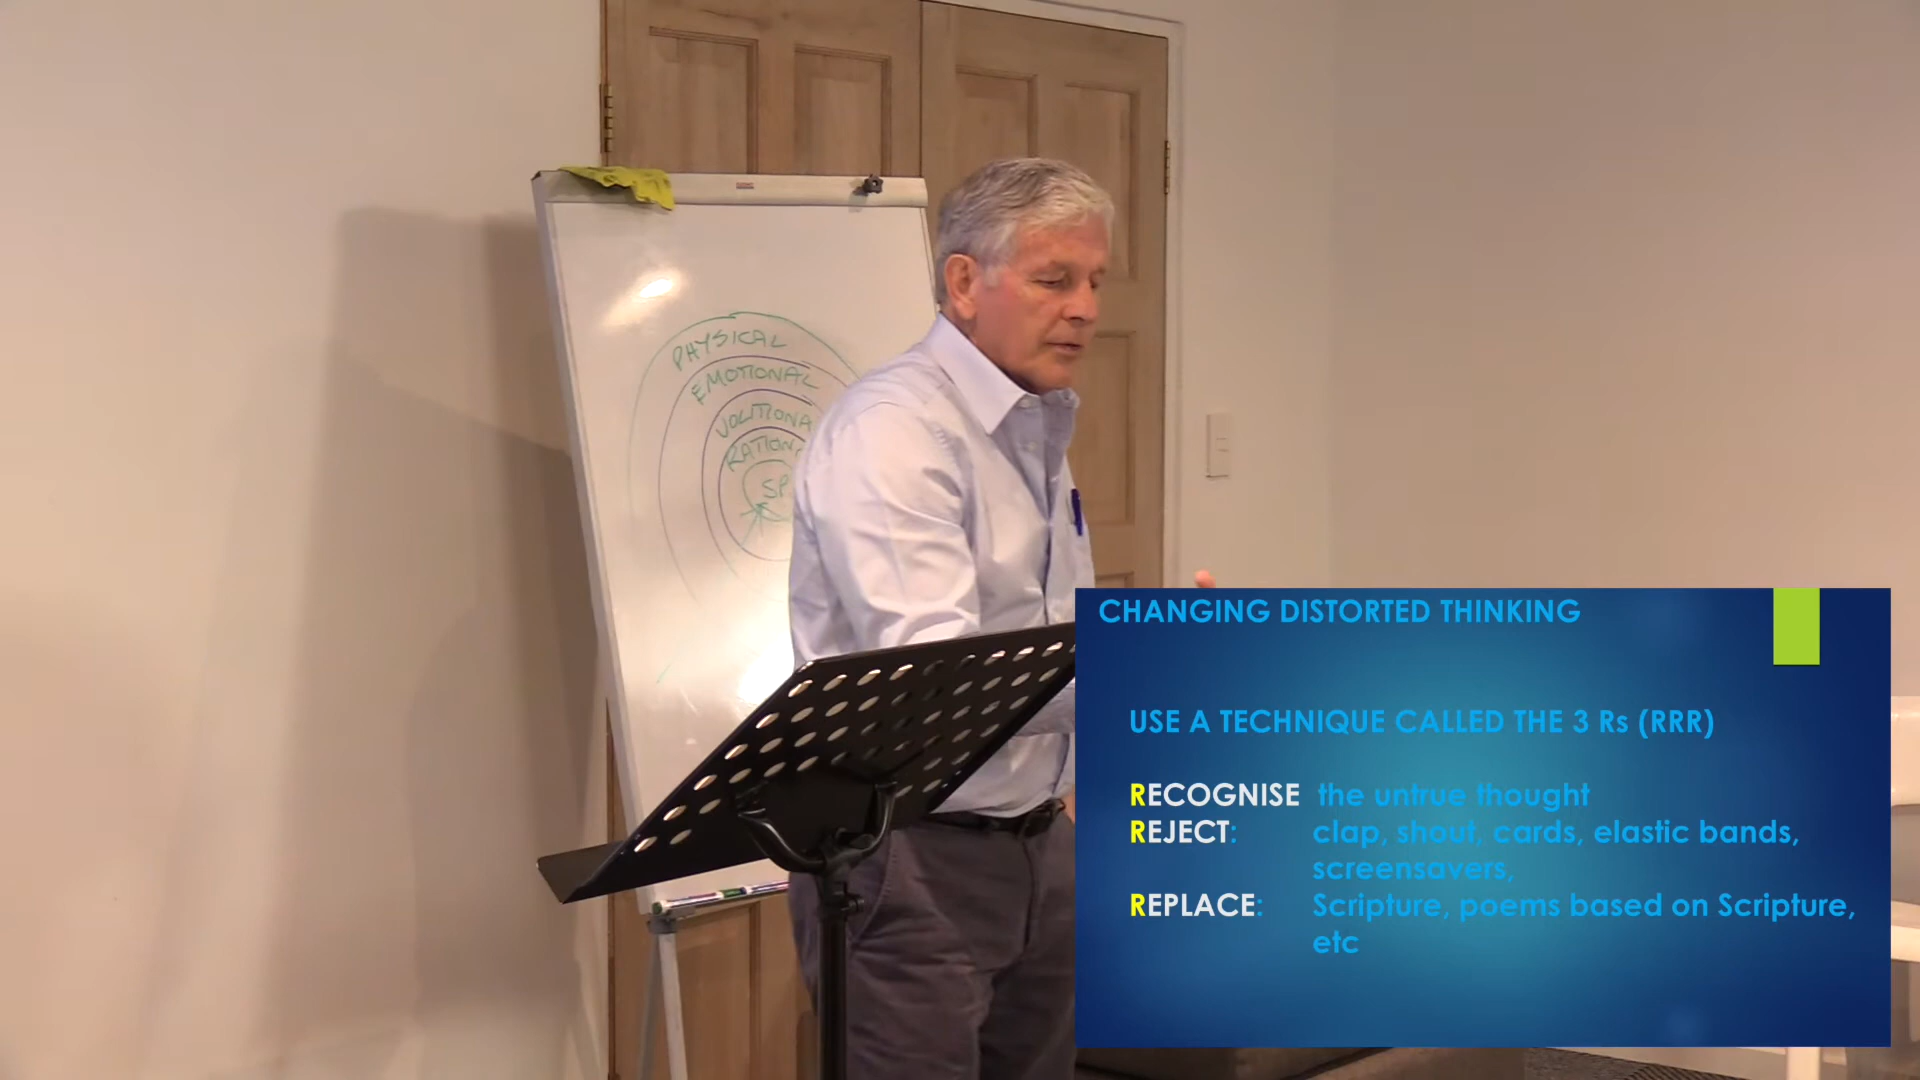 PHYSICAL
EMOTIONAL
VOLITIONA
RATION
SP
CHANGING DISTORTED THINKING
USE A TECHNIQUE CALLED THE 3 Rs (RRR)
RECOGNISE the untrue thought
REJECT: clap, shout, cards, elastic bands,
screensavers,
REPLACE: Scripture, poems based on Scripture,
etc